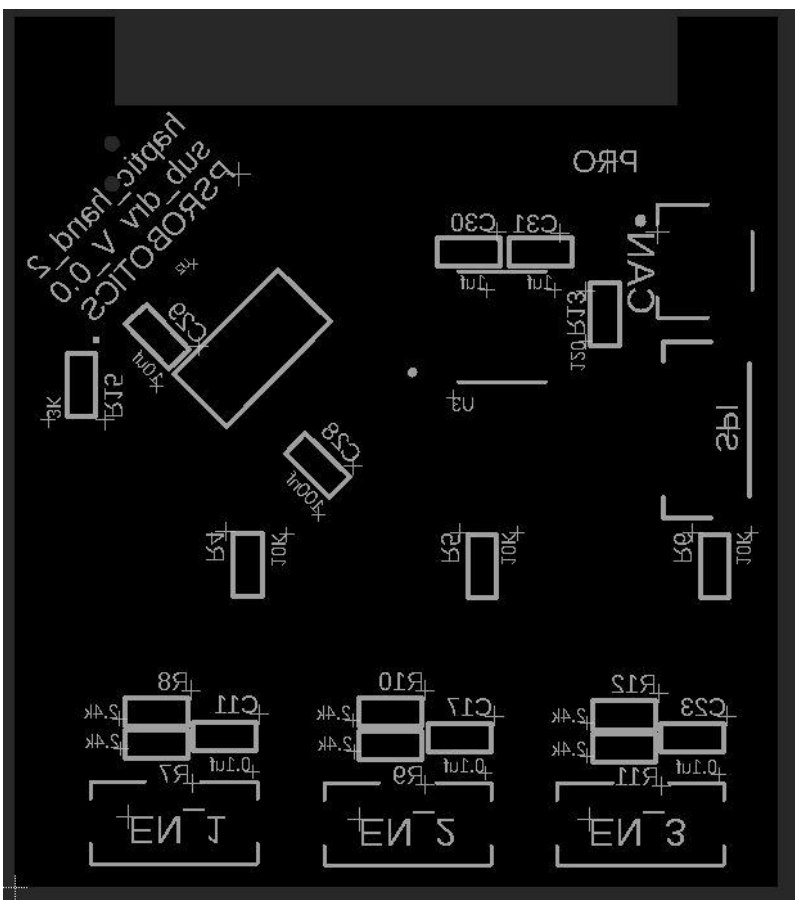 haptic_hand_2
sub_drv_V_0.0
PSROBOTICS
PRO
C30
C31
1uf
1uf
CAN
R13
120
U3
C29
10uf
R15
3K
SPI
C28
100nf
R4
10K
R5
10K
R6
10K
R8
2.4k
2.4k
R7
C11
0.1uf
EN_1
R10
2.4k
2.4k
R9
C17
0.1uf
EN_2
R12
2.4k
2.4k
R11
C23
0.1uf
EN_3